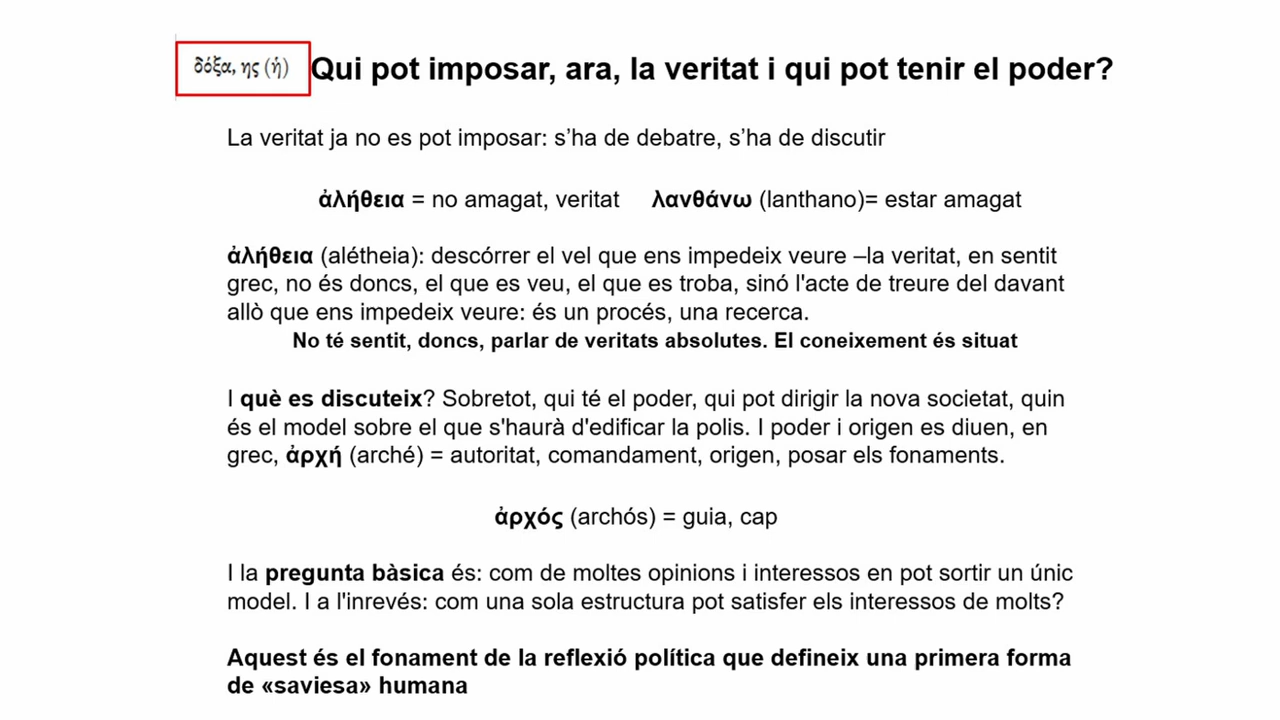 δόξα, ης (ἡ)
Qui pot imposar, ara, la veritat i qui pot tenir el poder?
La veritat ja no es pot imposar: s’ha de debatre, s’ha de discutir
ἀλήθεια = no amagat, veritat λανθάνω (lanthano)= estar amagat
ἀλήθεια (alétheia): descórrer el vel que ens impedeix veure –la veritat, en sentit
grec, no és doncs, el que es veu, el que es troba, sinó l'acte de treure del davant
allò que ens impedeix veure: és un procés, una recerca.
No té sentit, doncs, parlar de veritats absolutes. El coneixement és situat
I què es discuteix? Sobretot, qui té el poder, qui pot dirigir la nova societat, quin
és el model sobre el que s'haurà d'edificar la polis. I poder i origen es diuen, en
grec, ἀρχή (arché) = autoritat, comandament, origen, posar els fonaments.
ἀρχός (archós) = guia, cap
I la pregunta bàsica és: com de moltes opinions i interessos en pot sortir un únic
model. I a l'inrevés: com una sola estructura pot satisfer els interessos de molts?
Aquest és el fonament de la reflexió política que defineix una primera forma
de «saviesa» humana